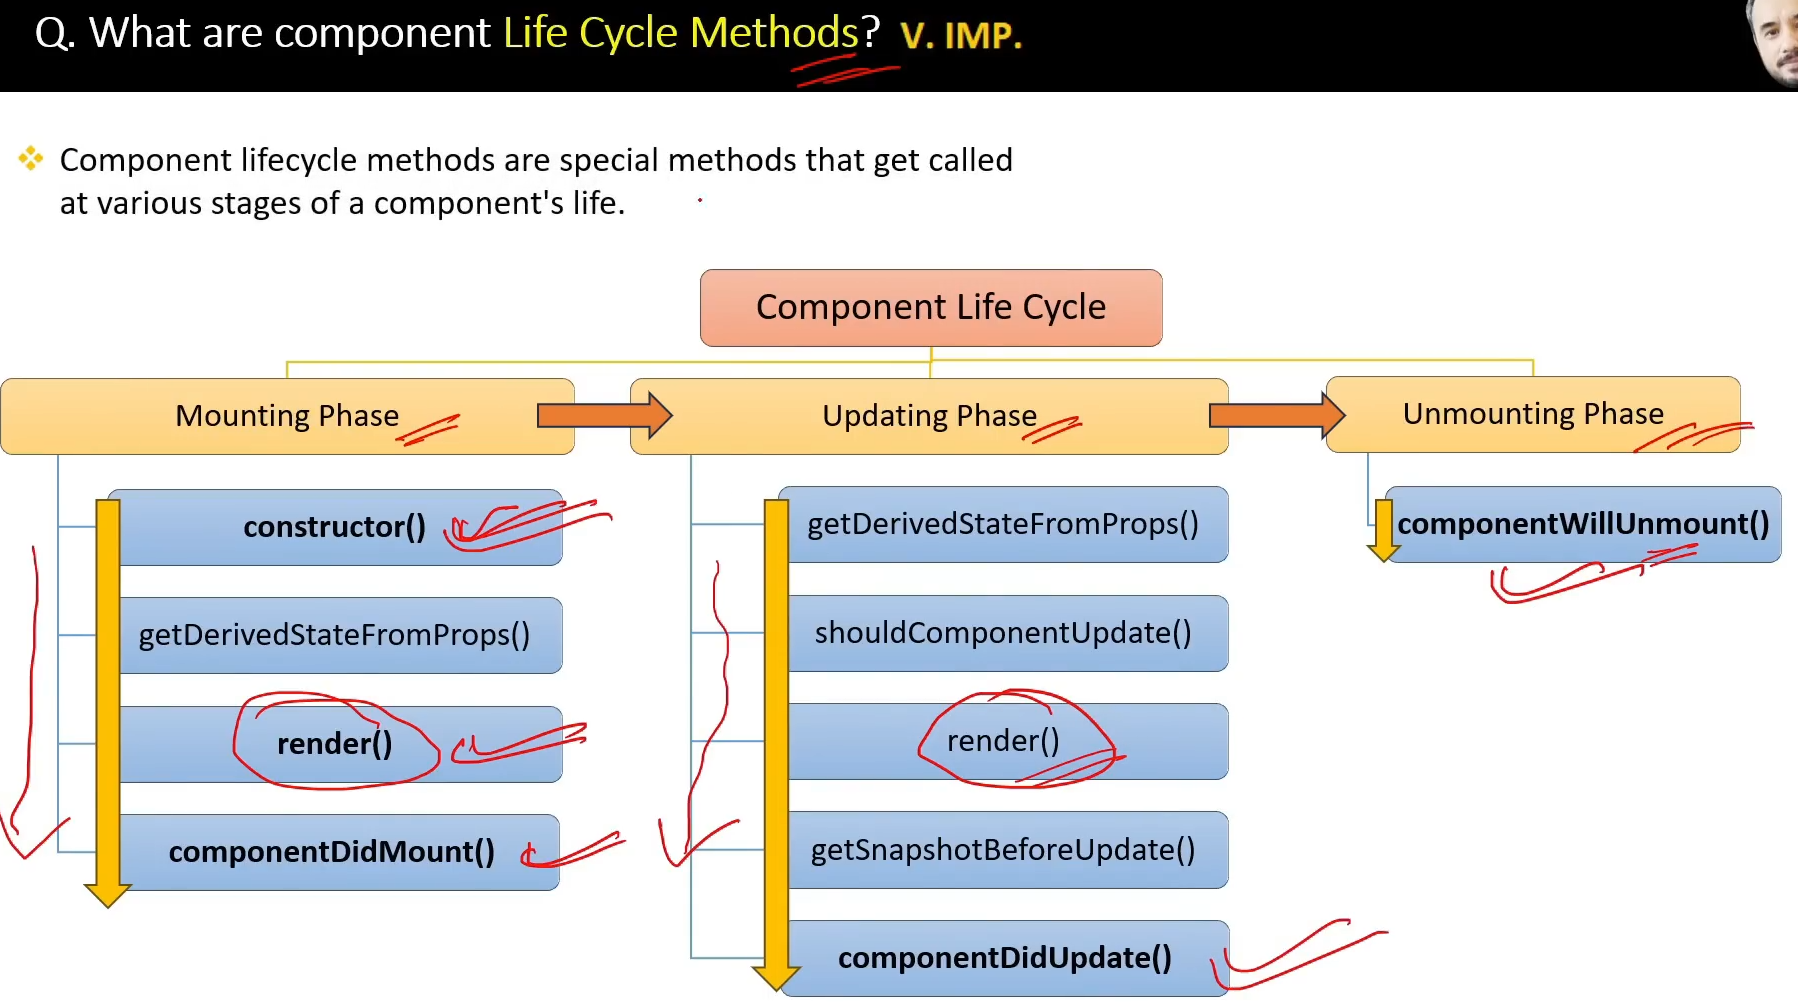 Q. What are component Life Cycle Methods? V. IMP.
Component lifecycle methods are special methods that get called
at various stages of a component's life.
Component Life Cycle
Mounting Phase
constructor()
getDerivedStateFromProps()
render()
componentDidMount()
Updating Phase
getDerivedStateFromProps()
shouldComponentUpdate()
render()
getSnapshotBeforeUpdate()
componentDidUpdate()
Unmounting Phase
componentWillUnmount()